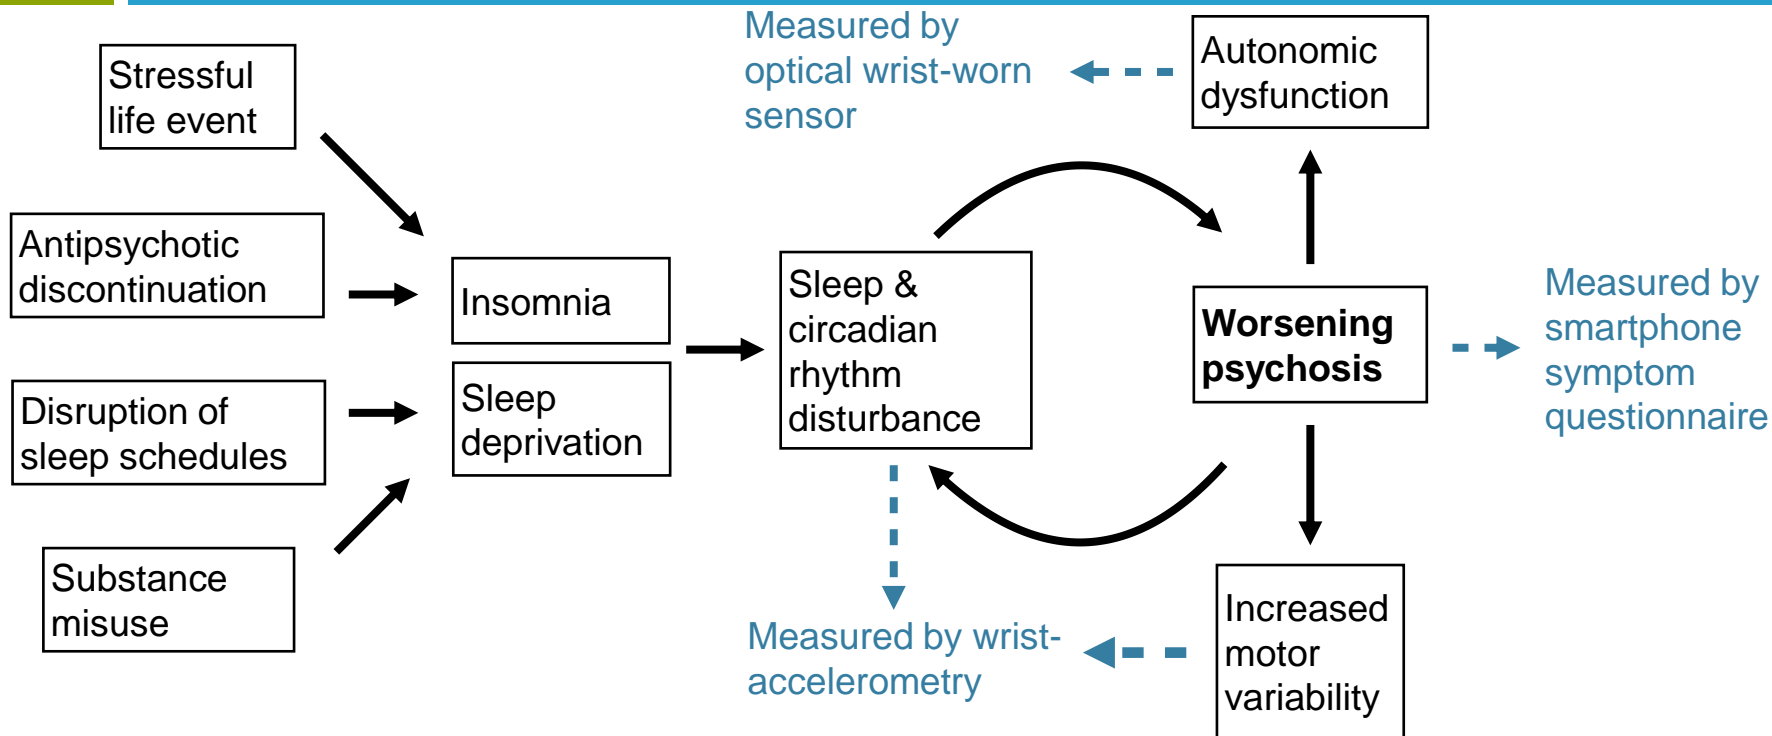 Stressful
life event
Antipsychotic
discontinuation
Disruption of
sleep schedules
Substance
misuse
Insomnia
Sleep
deprivation
Sleep &
circadian
rhythm
disturbance
Measured by
optical wrist-worn
sensor
Autonomic
dysfunction
Worsening
psychosis
Measured by
smartphone
symptom
questionnaire
Measured by wrist-
accelerometry
Increased
motor
variability